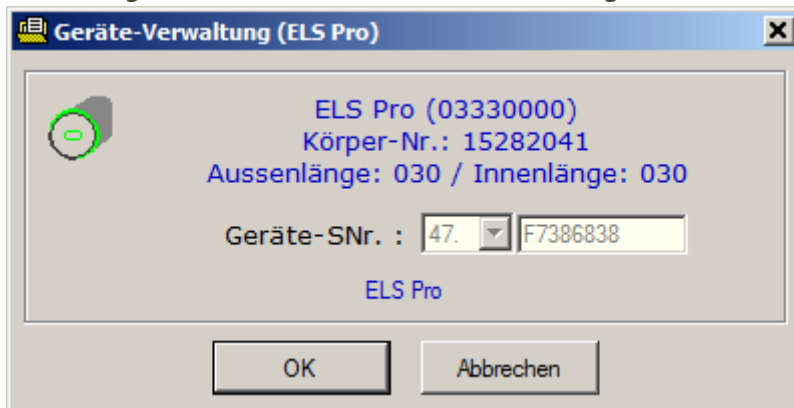 Geräte-Verwaltung (ELS Pro)
ELS Pro (03330000)
Körper-Nr.: 15282041
Aussenlänge: 030 / Innenlänge: 030
Geräte-SNr. : 47. F7386838
ELS Pro
OK Abbrechen